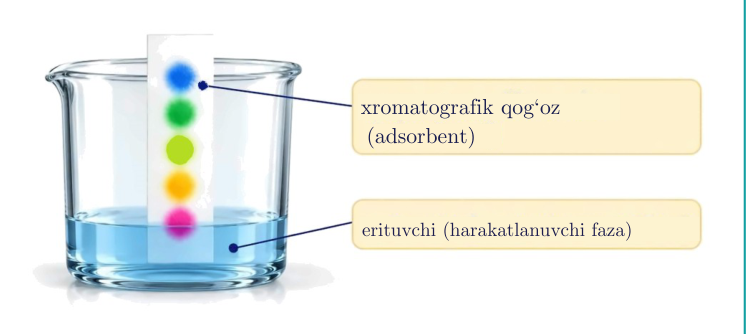 xromatografik qog‘oz
(adsorbent)
erituvchi (harakatlanuvchi faza)